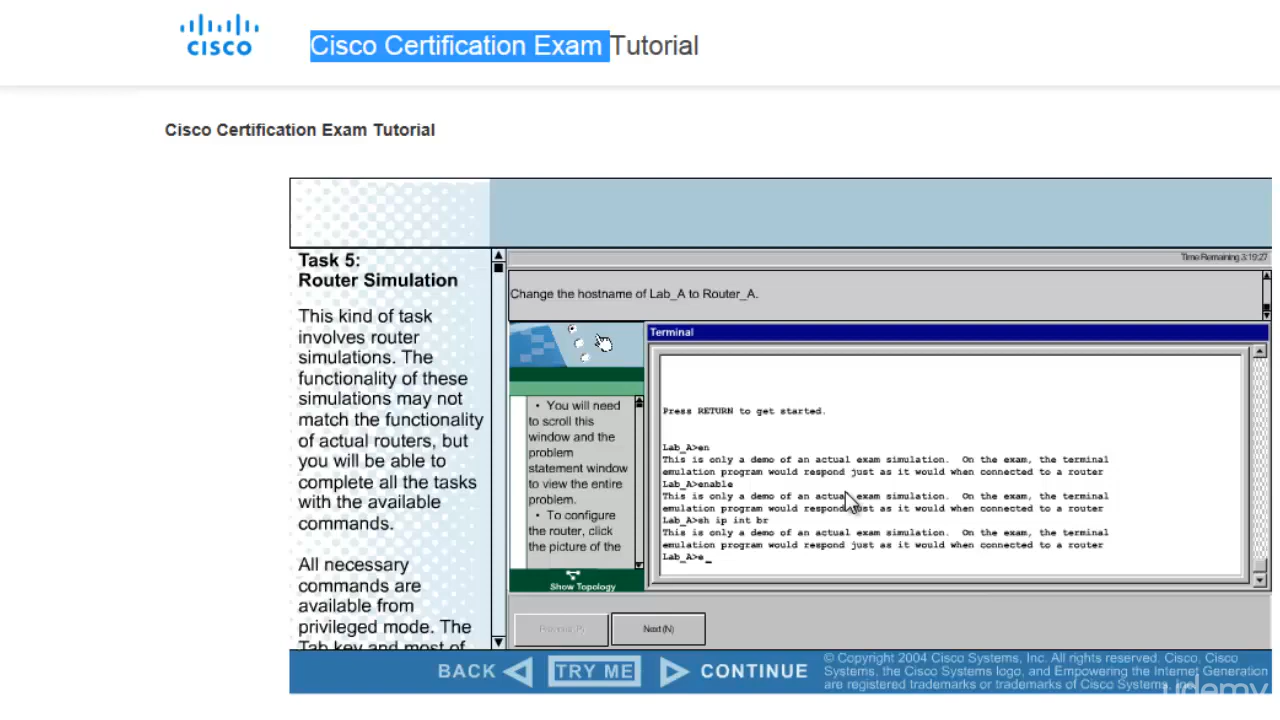 CISCO
Cisco Certification Exam Tutorial
Cisco Certification Exam Tutorial
Task 5:
Router Simulation
This kind of task
involves router
simulations. The
functionality of these
simulations may not
match the functionality
of actual routers, but
you will be able to
complete all the tasks
with the available
commands.
All necessary
commands are
available from
privileged mode. The
Tab key and most of
Time Remaining 3:19:27
Change the hostname of Lab_A to Router_A.
• You will need
to scroll this
window and the
problem
statement window
to view the entire
problem.
• To configure
the router, click
the picture of the
Show Topology
Terminal
Press RETURN to get started.
Lab_A>en
This is only a demo of an actual exam simulation. On the exam, the terminal
emulation program would respond just as it would when connected to a router
Lab_A>enable
This is only a demo of an actual exam simulation. On the exam, the terminal
emulation program would respond just as it would when connected to a router
Lab_A>sh ip int br
This is only a demo of an actual exam simulation. On the exam, the terminal
emulation program would respond just as it would when connected to a router
Lab_A>e_
Previous(P)
Next(N)
BACK TRY ME CONTINUE
© Copyright 2004 Cisco Systems, Inc. All rights reserved. Cisco, Cisco
Systems, the Cisco Systems logo, and Empowering the Internet Generation
are registered trademarks or trademarks of Cisco Systems, Inc.
udemy